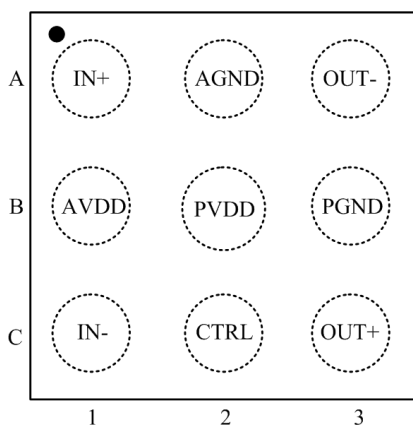 A IN+ AGND OUT-
B AVDD PVDD PGND
C IN- CTRL OUT+
1 2 3